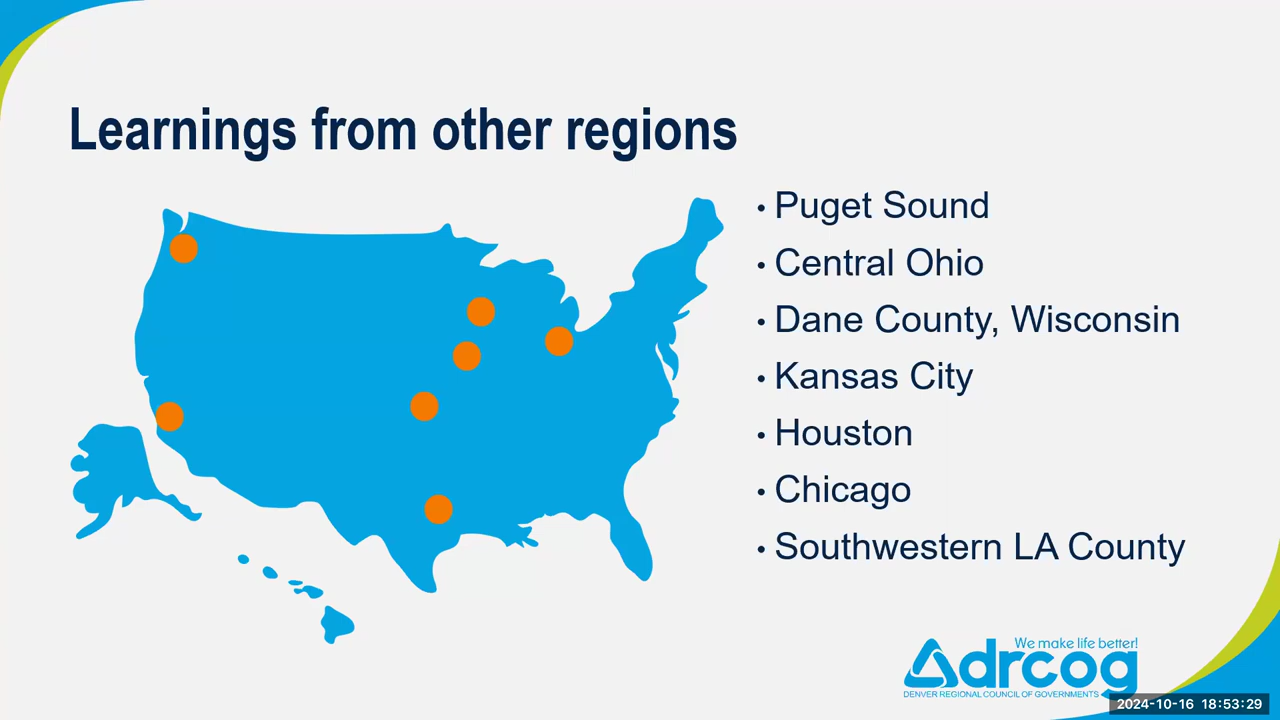 Learnings from other regions
• Puget Sound
• Central Ohio
• Dane County, Wisconsin
• Kansas City
• Houston
• Chicago
• Southwestern LA County
We make life better!
drcog
DENVER REGIONAL COUNCIL OF GOVERNMENTS
2024-10-16 18:53:29